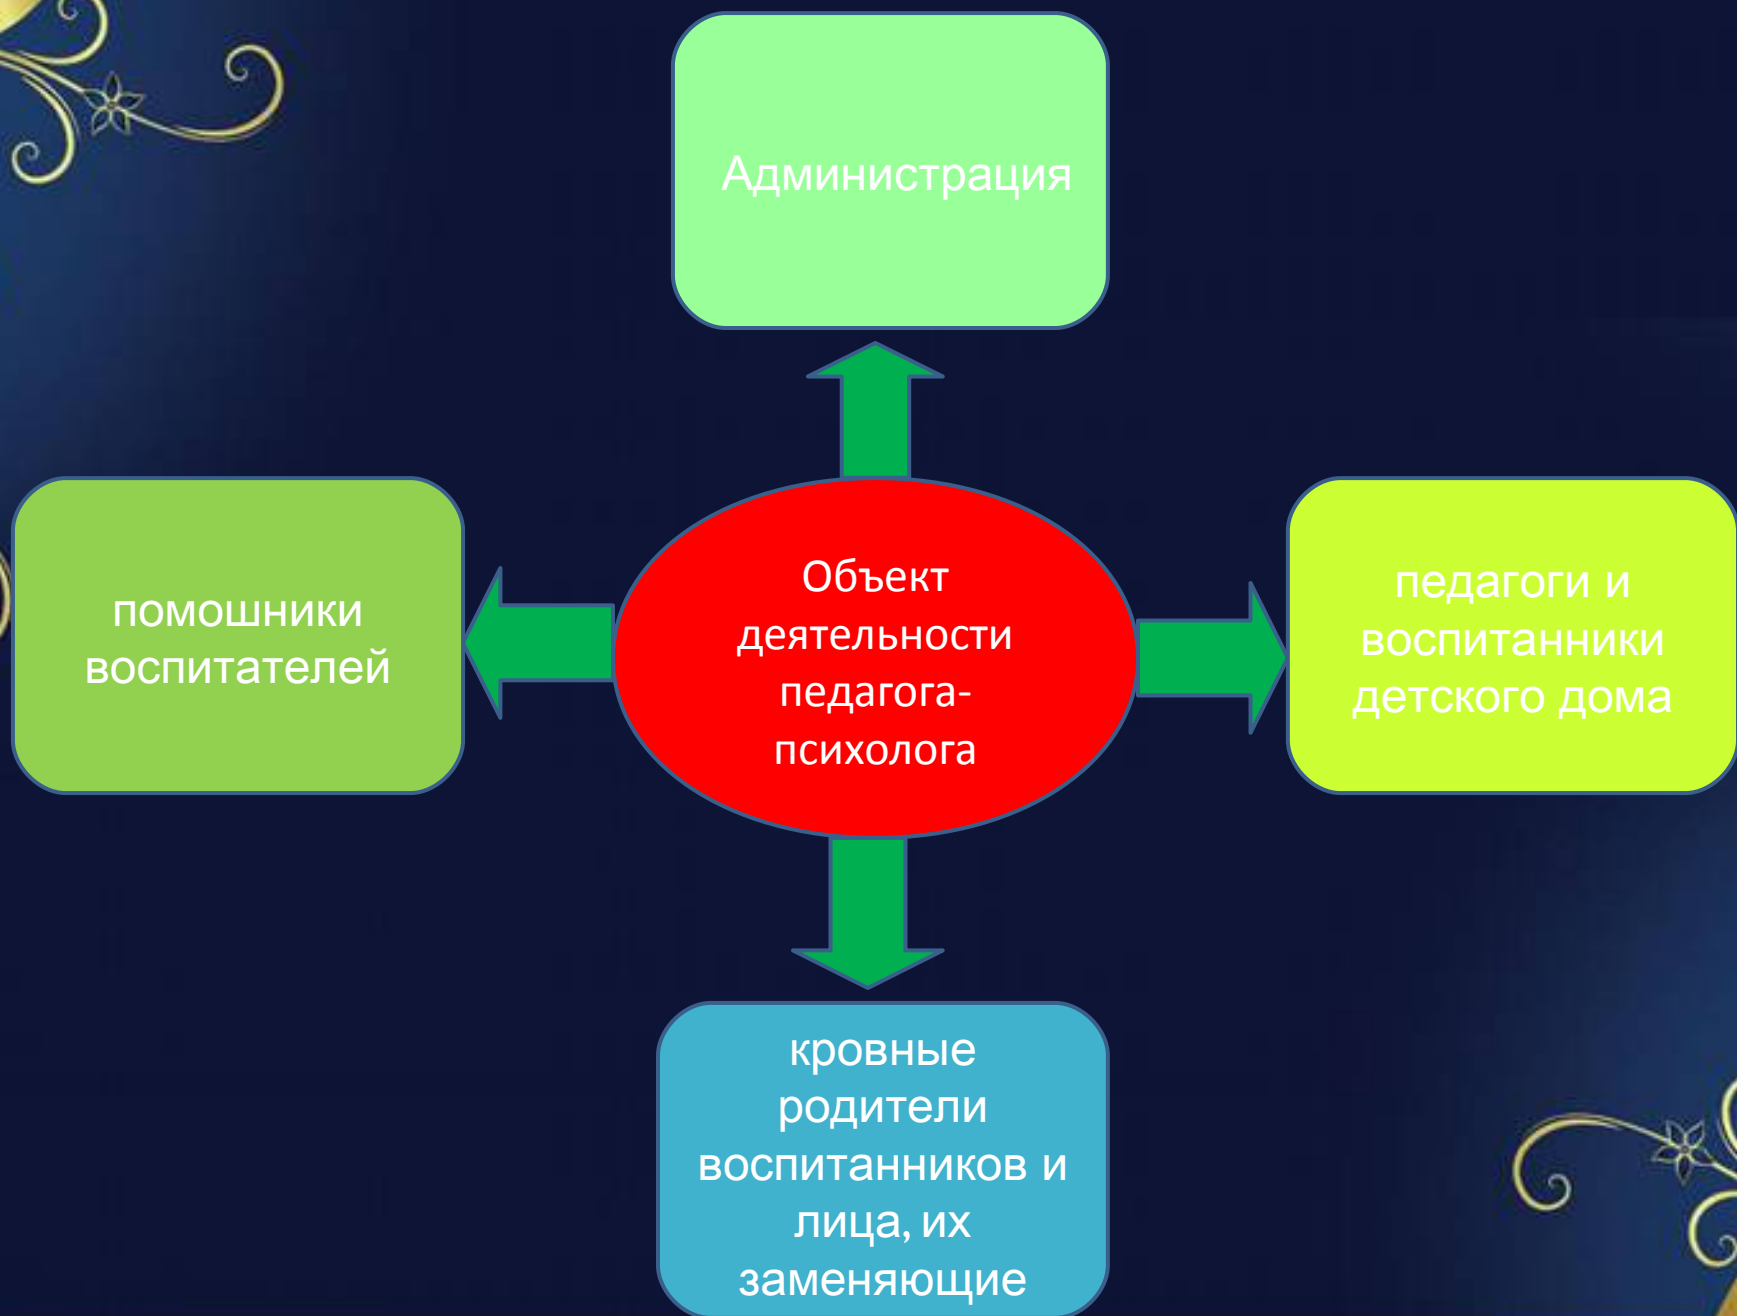 Администрация
помошники
воспитателей
Объект
деятельности
педагога-
психолога
педагоги и
воспитанники
детского дома
кровные
родители
воспитанников и
лица, их
заменяющие